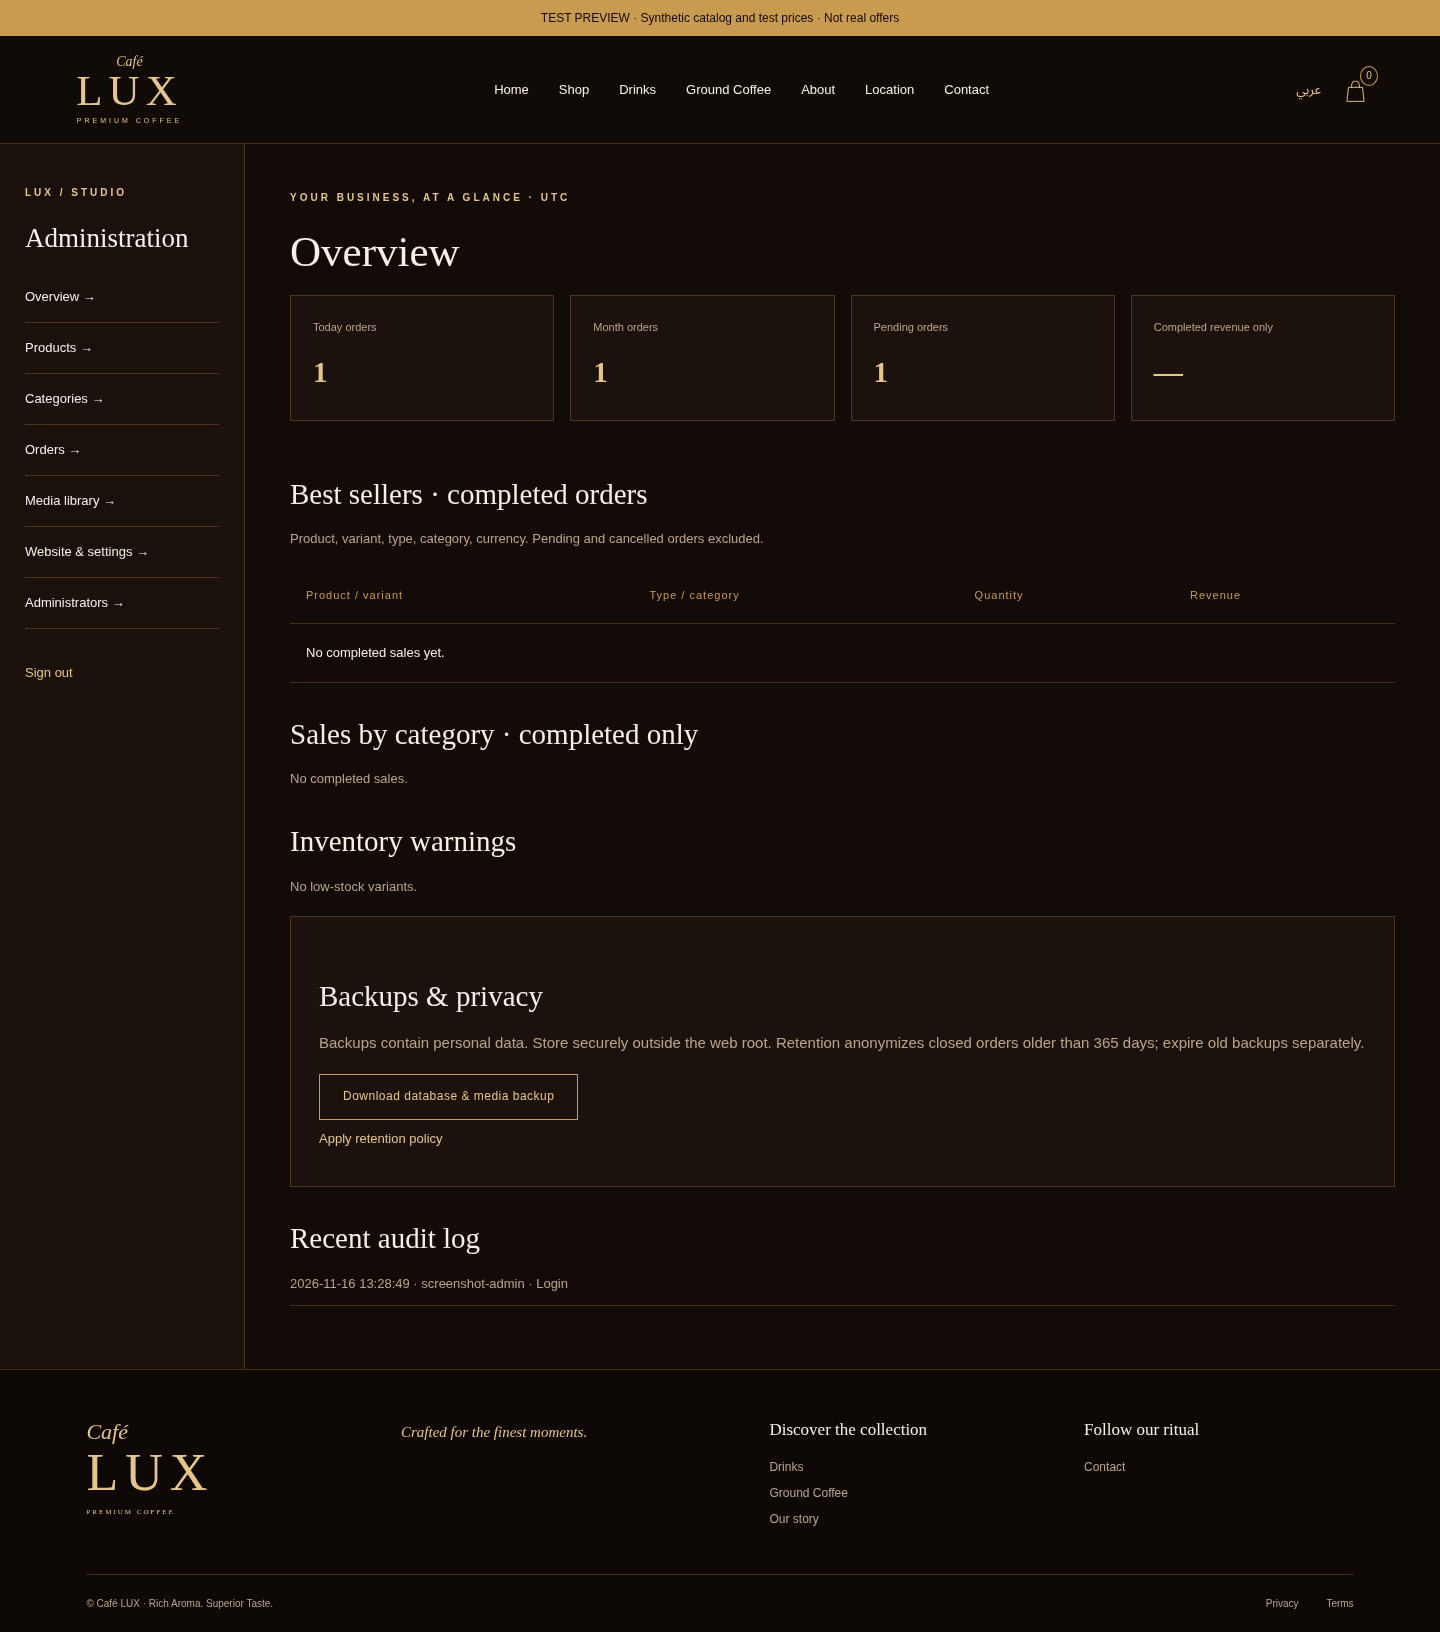 TEST PREVIEW · Synthetic catalog and test prices · Not real offers
Café
LUX
PREMIUM COFFEE
Home Shop Drinks Ground Coffee About Location Contact
عربي
0
LUX / STUDIO
Administration
Overview →
Products →
Categories →
Orders →
Media library →
Website & settings →
Administrators →
Sign out
YOUR BUSINESS, AT A GLANCE · UTC
Overview
Today orders
1
Month orders
1
Pending orders
1
Completed revenue only
—
Best sellers · completed orders
Product, variant, type, category, currency. Pending and cancelled orders excluded.
Product / variant Type / category Quantity Revenue
No completed sales yet.
Sales by category · completed only
No completed sales.
Inventory warnings
No low-stock variants.
Backups & privacy
Backups contain personal data. Store securely outside the web root. Retention anonymizes closed orders older than 365 days; expire old backups separately.
Download database & media backup
Apply retention policy
Recent audit log
2026-11-16 13:28:49 · screenshot-admin · Login
Café
LUX
PREMIUM COFFEE
Crafted for the finest moments.
Discover the collection
Drinks
Ground Coffee
Our story
Follow our ritual
Contact
© Café LUX · Rich Aroma. Superior Taste.
Privacy Terms